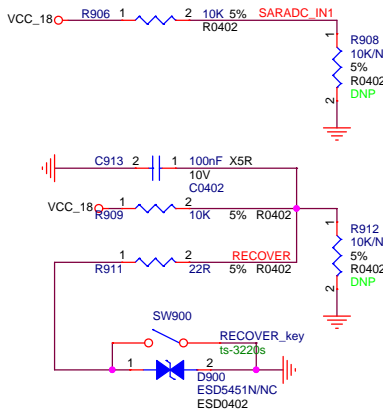 VCC_18 R906 1 2 10K 5% SARADC_IN1
R0402
1 R908
10K/N
5%
R0402
2 DNP
C913 2 1 100nF X5R
10V
C0402
VCC_18 R909 1 2 10K 5% R0402
1 R912
10K/N
5%
R0402
2 DNP
1 2 RECOVER
R911 22R 5% R0402
SW900
RECOVER_key
ts-3220s
1 2 D900
ESD5451N/NC
ESD0402